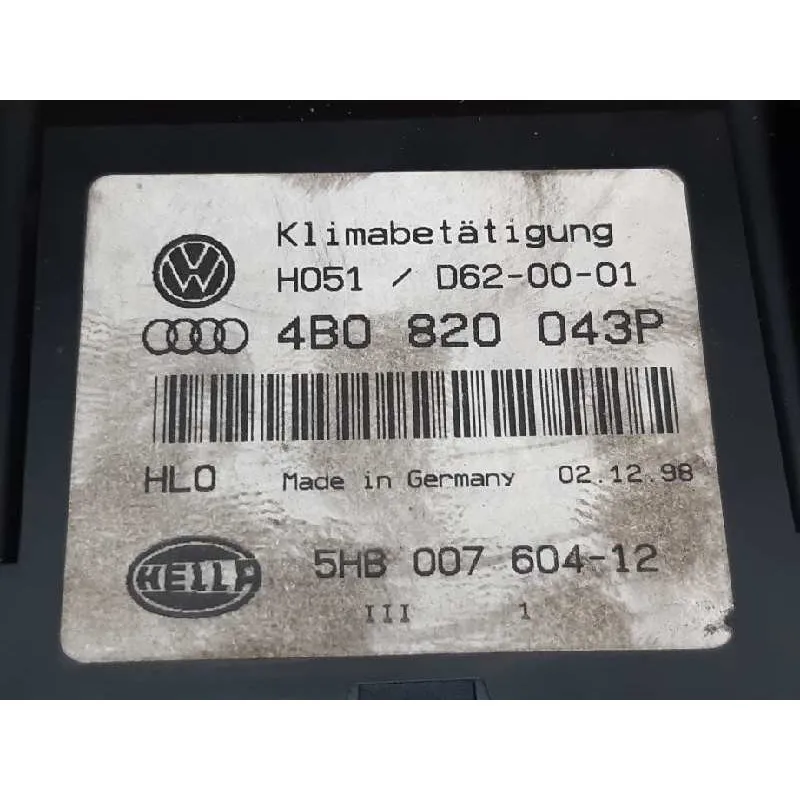 Klimabetätigung
H051 / D62-00-01
4B0 820 043P
HLO Made in Germany 02.12.98
HELLA 5HB 007 604-12
III 1